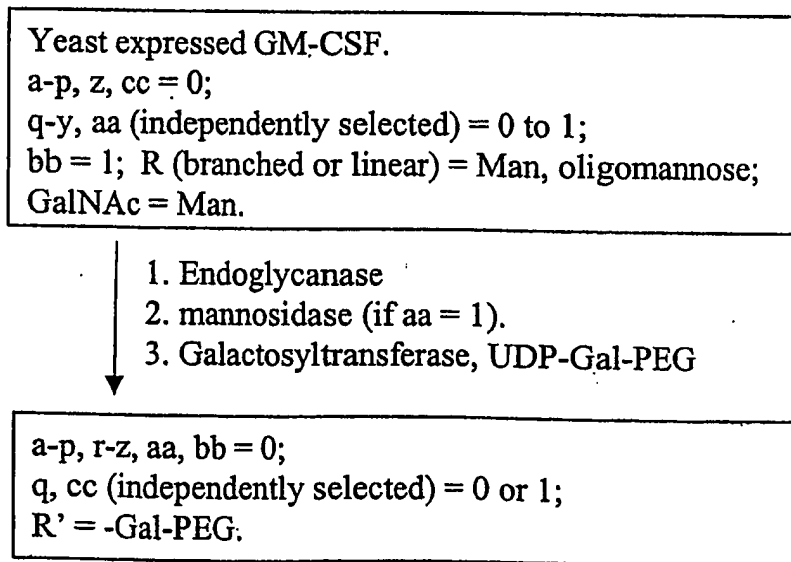 Yeast expressed GM-CSF.
a-p, z, cc = 0;
q-y, aa (independently selected) = 0 to 1;
bb = 1; R (branched or linear) = Man, oligomannose;
GalNAc = Man.
1. Endoglycanase
2. mannosidase (if aa = 1).
3. Galactosyltransferase, UDP-Gal-PEG
a-p, r-z, aa, bb = 0;
q, cc (independently selected) = 0 or 1;
R' = -Gal-PEG.